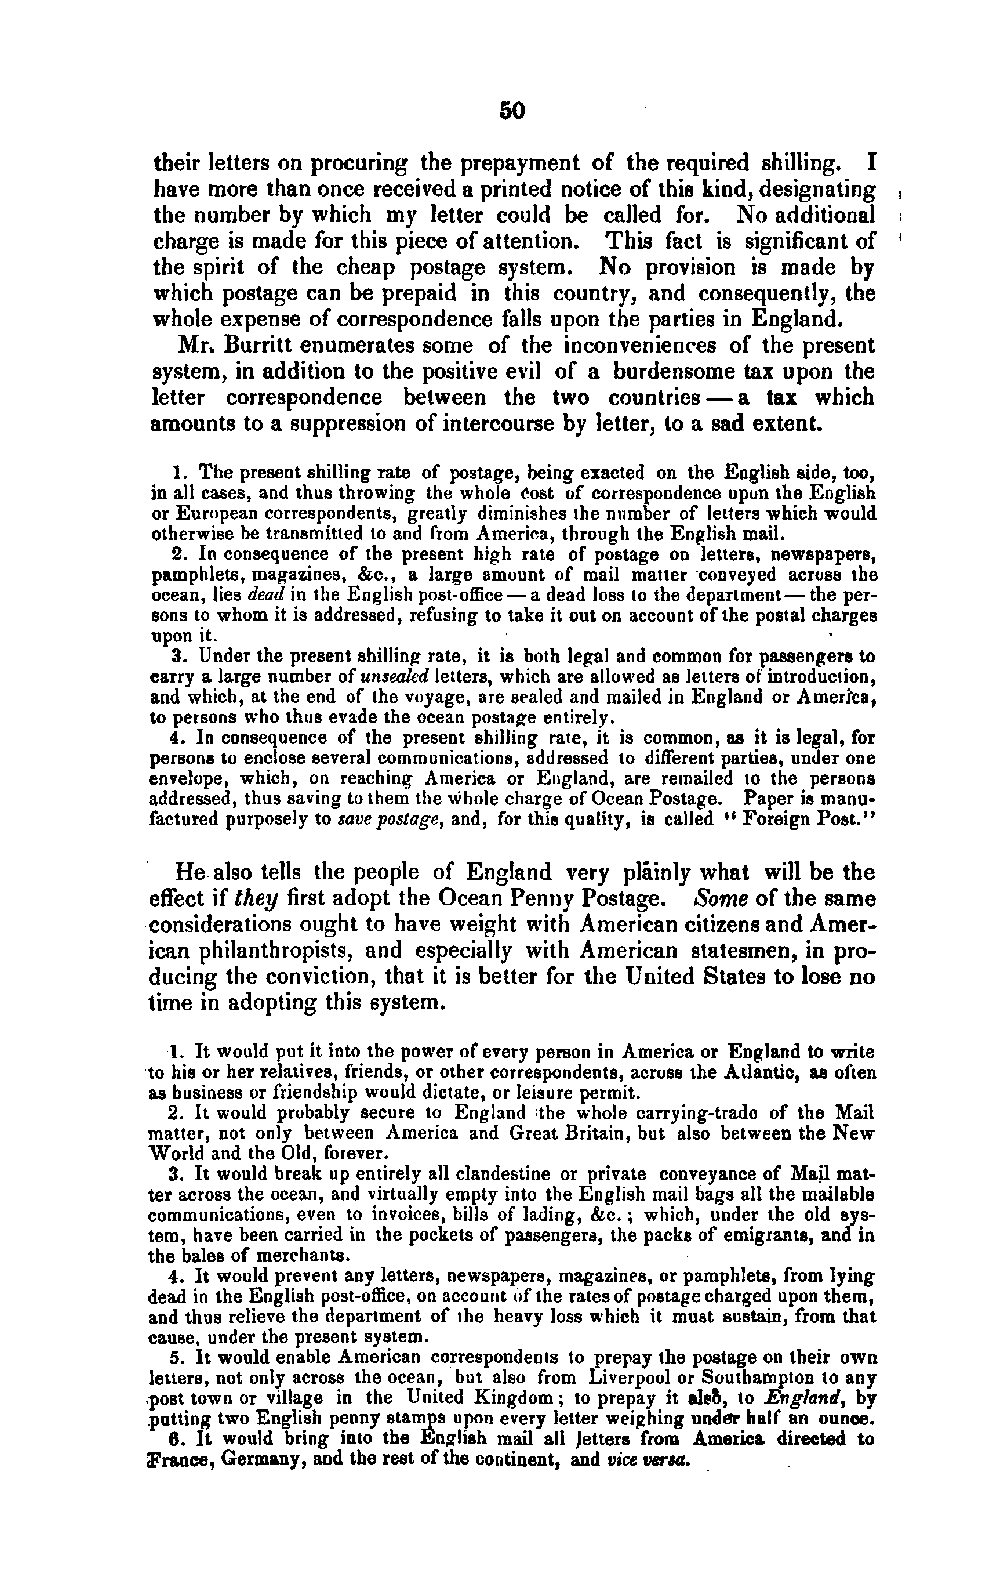 50
their letters on procuring the prepayment of the required shilling. I
have more than once received a printed notice of this kind, designating
the number by which my letter could be called for. No additional
charge is made for this piece of attention. This fact is significant of
the spirit of the cheap postage system. No provision is made by
which postage can be prepaid in this country, and consequently, the
whole expense of correspondence falls upon the parties in England.
Mr. Burritt enumerates some of the inconveniences of the present
system, in addition to the positive evil of a burdensome tax upon the
letter correspondence between the two countries — a tax which
amounts to a suppression of intercourse by letter, to a sad extent.
1. The present shilling rate of postage, being exacted on the English side, too,
in all cases, and thus throwing the whole cost of correspondence upon the English
or European correspondents, greatly diminishes the number of letters which would
otherwise be transmitted to and from America, through the English mail.
2. In consequence of the present high rate of postage on letters, newspapers,
pamphlets, magazines, &c., a large amount of mail matter conveyed across the
ocean, lies dead in the English post-office — a dead loss to the department — the per-
sons to whom it is addressed, refusing to take it out on account of the postal charges
upon it.
3. Under the present shilling rate, it is both legal and common for passengers to
carry a large number of unsealed letters, which are allowed as letters of introduction,
and which, at the end of the voyage, are sealed and mailed in England or America,
to persons who thus evade the ocean postage entirely.
4. In consequence of the present shilling rate, it is common, as it is legal, for
persons to enclose several communications, addressed to different parties, under one
envelope, which, on reaching America or England, are remailed to the persons
addressed, thus saving to them the whole charge of Ocean Postage. Paper is manu-
factured purposely to save postage, and, for this quality, is called "Foreign Post."
He also tells the people of England very plainly what will be the
effect if they first adopt the Ocean Penny Postage. Some of the same
considerations ought to have weight with American citizens and Amer-
ican philanthropists, and especially with American statesmen, in pro-
ducing the conviction, that it is better for the United States to lose no
time in adopting this system.
1. It would put it into the power of every person in America or England to write
to his or her relatives, friends, or other correspondents, across the Atlantic, as often
as business or friendship would dictate, or leisure permit.
2. It would probably secure to England the whole carrying-trade of the Mail
matter, not only between America and Great Britain, but also between the New
World and the Old, forever.
3. It would break up entirely all clandestine or private conveyance of Mail mat-
ter across the ocean, and virtually empty into the English mail bags all the mailable
communications, even to invoices, bills of lading, &c.; which, under the old sys-
tem, have been carried in the pockets of passengers, the packs of emigrants, and in
the bales of merchants.
4. It would prevent any letters, newspapers, magazines, or pamphlets, from lying
dead in the English post-office, on account of the rates of postage charged upon them,
and thus relieve the department of the heavy loss which it must sustain, from that
cause, under the present system.
5. It would enable American correspondents to prepay the postage on their own
letters, not only across the ocean, but also from Liverpool or Southampton to any
post town or village in the United Kingdom; to prepay it also, to England, by
putting two English penny stamps upon every letter weighing under half an ounce.
6. It would bring into the English mail all letters from America directed to
France, Germany, and the rest of the continent, and vice versa.